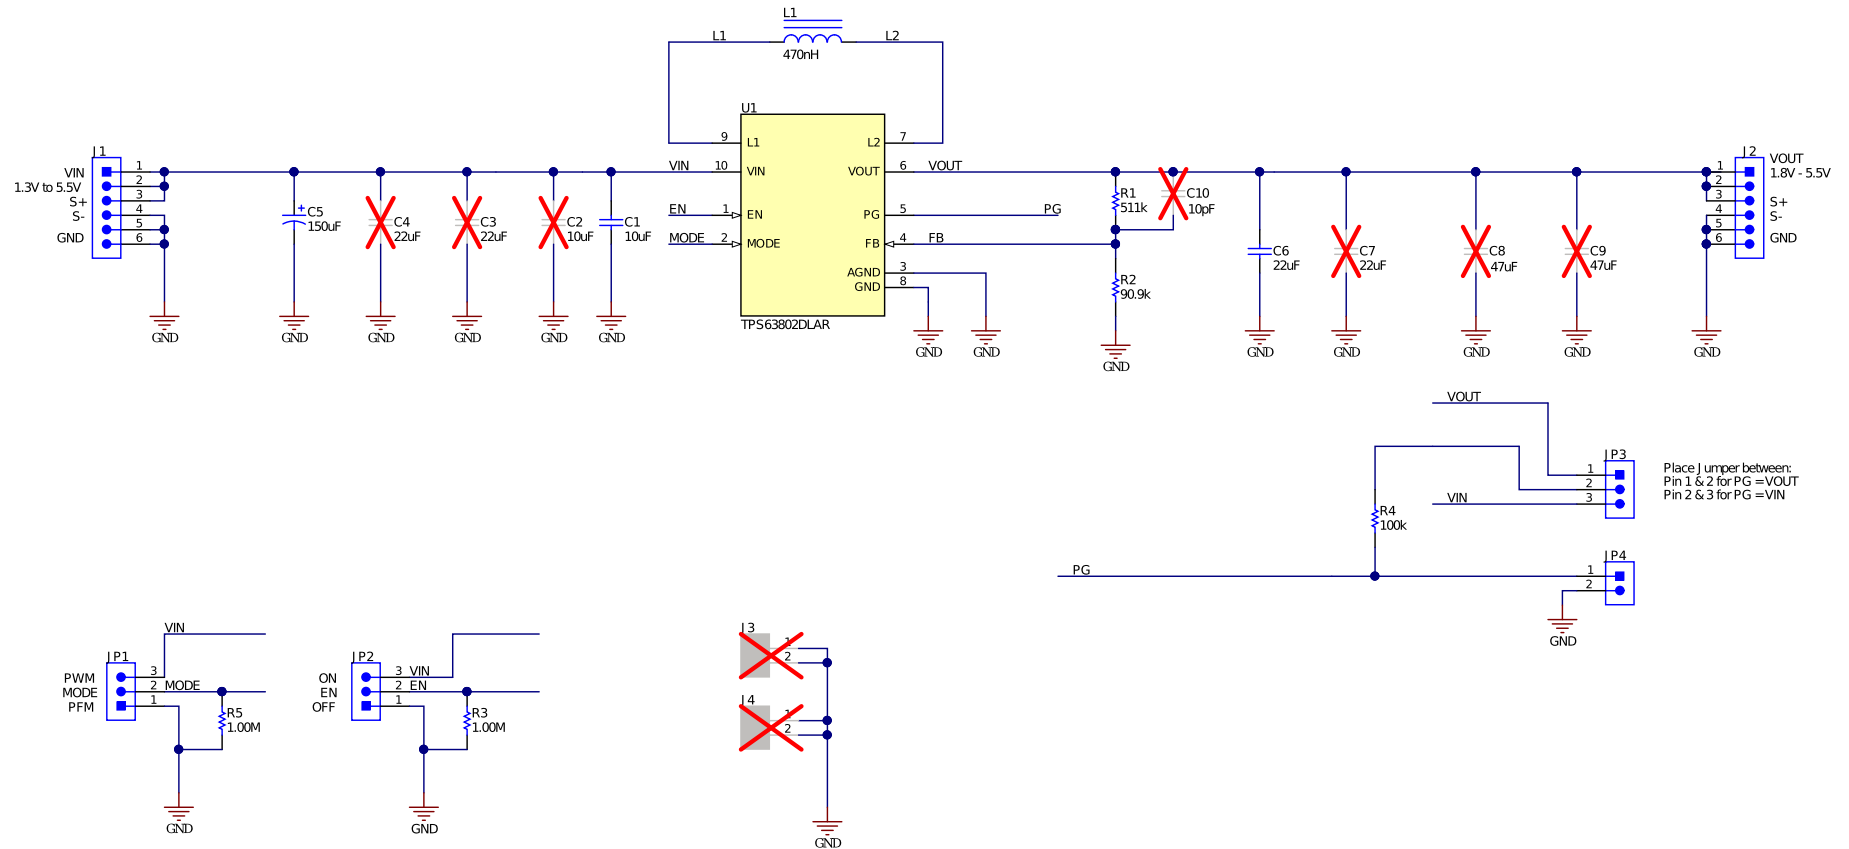 L1
L1
L2
470nH
U1
9
L1
L2
7
J1
VIN
1.3V to 5.5V
S+
S-
GND
1
2
3
4
5
6
GND
+
C5
150uF
GND
C4
22uF
GND
C3
22uF
GND
C2
10uF
GND
C1
10uF
GND
VIN
10
VIN
EN
1
EN
MODE
2
MODE
VOUT
6
VOUT
PG
5
PG
FB
4
FB
AGND
3
GND
8
TPS63802DLAR
GND
GND
R1
511k
C10
10pF
R2
90.9k
GND
C6
22uF
GND
C7
22uF
GND
C8
47uF
GND
C9
47uF
GND
J2
1
2
3
4
5
6
VOUT
1.8V - 5.5V
S+
S-
GND
GND
VOUT
JP3
1
2
3
VIN
Place Jumper between:
Pin 1 & 2 for PG = VOUT
Pin 2 & 3 for PG = VIN
R4
100k
PG
JP4
1
2
GND
VIN
JP1
PWM
MODE
PFM
3
2
1
MODE
R5
1.00M
GND
JP2
ON
EN
OFF
3
VIN
2
EN
1
R3
1.00M
GND
J3
1
2
J4
1
2
GND